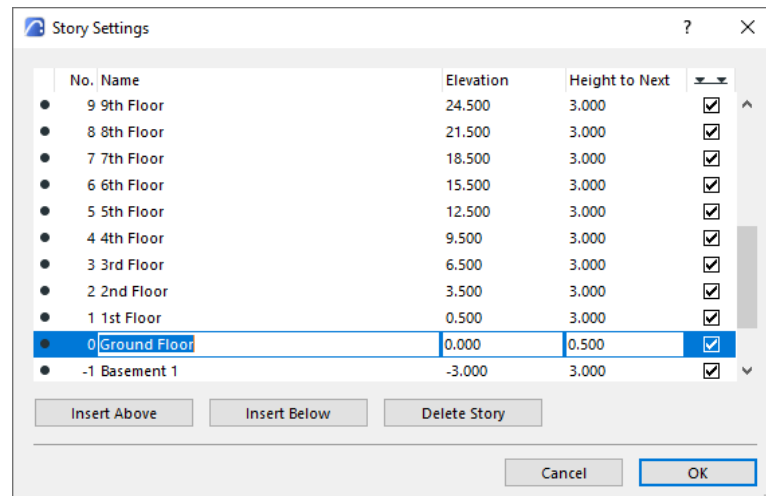 Story Settings ?
No. Name Elevation Height to Next
9 9th Floor 24.500 3.000
8 8th Floor 21.500 3.000
7 7th Floor 18.500 3.000
6 6th Floor 15.500 3.000
5 5th Floor 12.500 3.000
4 4th Floor 9.500 3.000
3 3rd Floor 6.500 3.000
2 2nd Floor 3.500 3.000
1 1st Floor 0.500 3.000
0 Ground Floor 0.000 0.500
-1 Basement 1 -3.000 3.000
Insert Above Insert Below Delete Story
Cancel OK